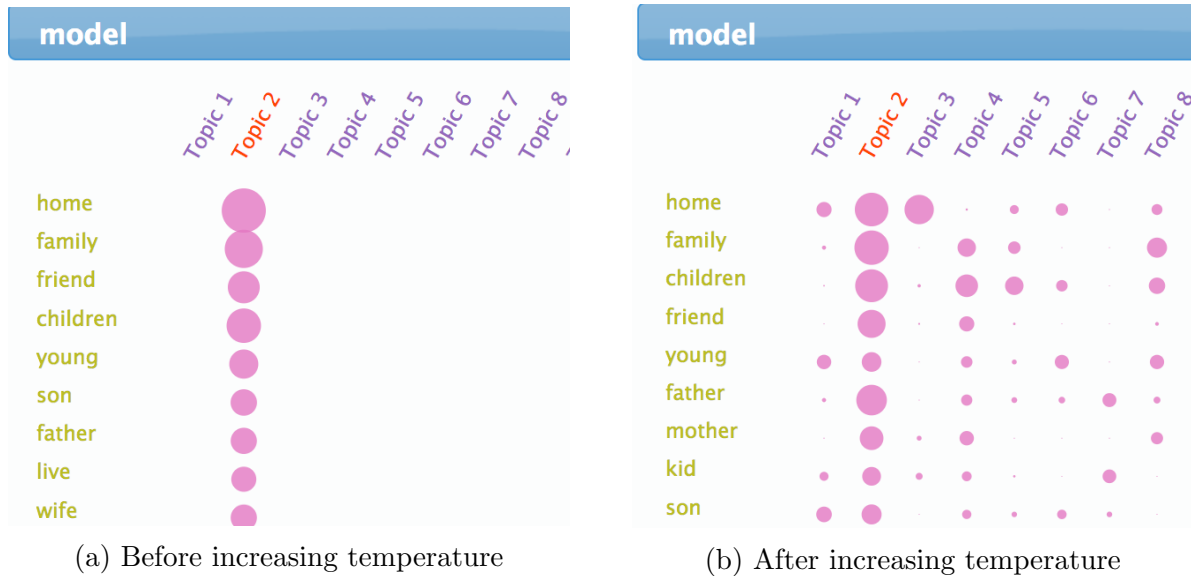 model
Topic 1
Topic 2
Topic 3
Topic 4
Topic 5
Topic 6
Topic 7
Topic 8
home
family
friend
children
young
son
father
live
wife
(a) Before increasing temperature
model
Topic 1
Topic 2
Topic 3
Topic 4
Topic 5
Topic 6
Topic 7
Topic 8
home
family
children
friend
young
father
mother
kid
son
(b) After increasing temperature